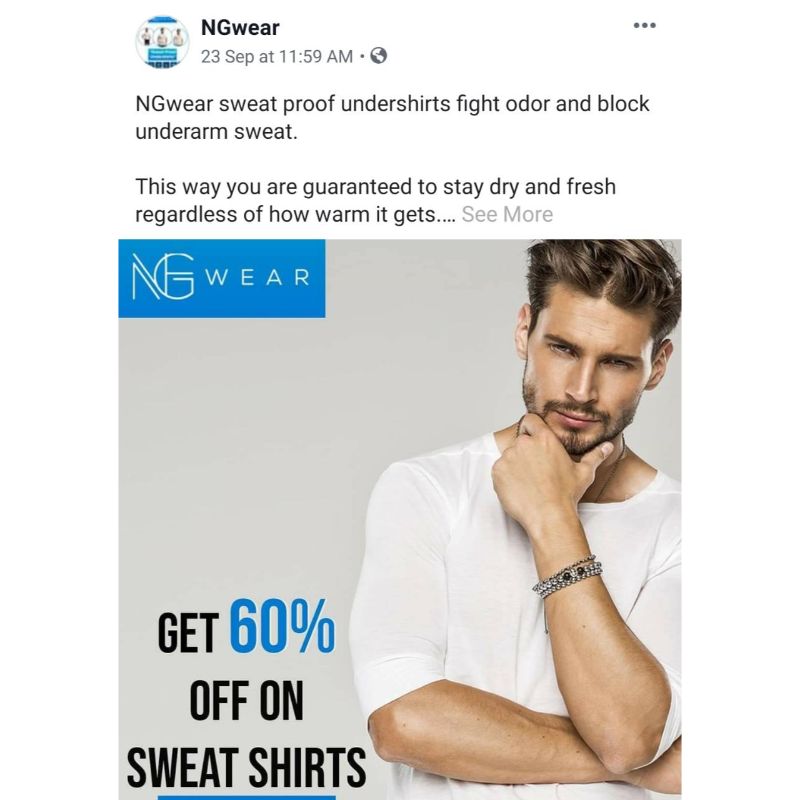 NGwear
23 Sep at 11:59 AM
NGwear sweat proof undershirts fight odor and block
underarm sweat.
This way you are guaranteed to stay dry and fresh
regardless of how warm it gets.... See More
NG WEAR
GET 60%
OFF ON
SWEAT SHIRTS